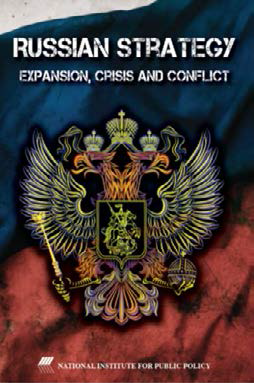 RUSSIAN STRATEGY
EXPANSION, CRISIS AND CONFLICT
NATIONAL INSTITUTE FOR PUBLIC POLICY